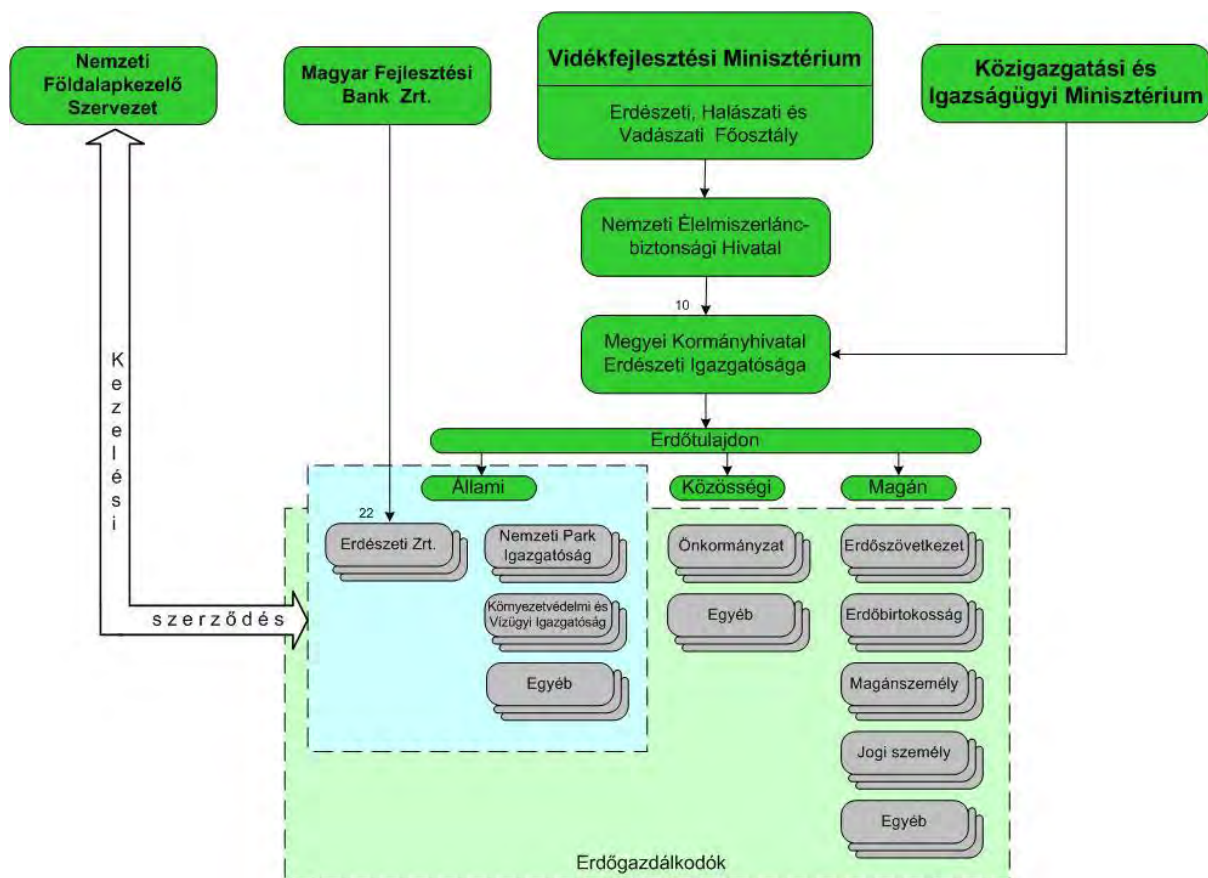 Nemzeti
Földalapkezelő
Szervezet
Magyar Fejlesztési
Bank Zrt.
Vidékfejlesztési Minisztérium
Erdészeti, Halászati és
Vadászati Főosztály
Közigazgatási és
Igazságügyi Minisztérium
Nemzeti Élelmiszerlánc-
biztonsági Hivatal
10
Megyei Kormányhivatal
Erdészeti Igazgatósága
Erdőtulajdon
Állami
Közösségi
Magán
22
Erdészeti Zrt.
Nemzeti Park
Igazgatóság
Környezetvédelmi és
Vízügyi Igazgatóság
Egyéb
Önkormányzat
Egyéb
Erdőszövetkezet
Erdőbirtokosság
Magánszemély
Jogi személy
Egyéb
Kezelési
szerződés
Erdőgazdálkodók